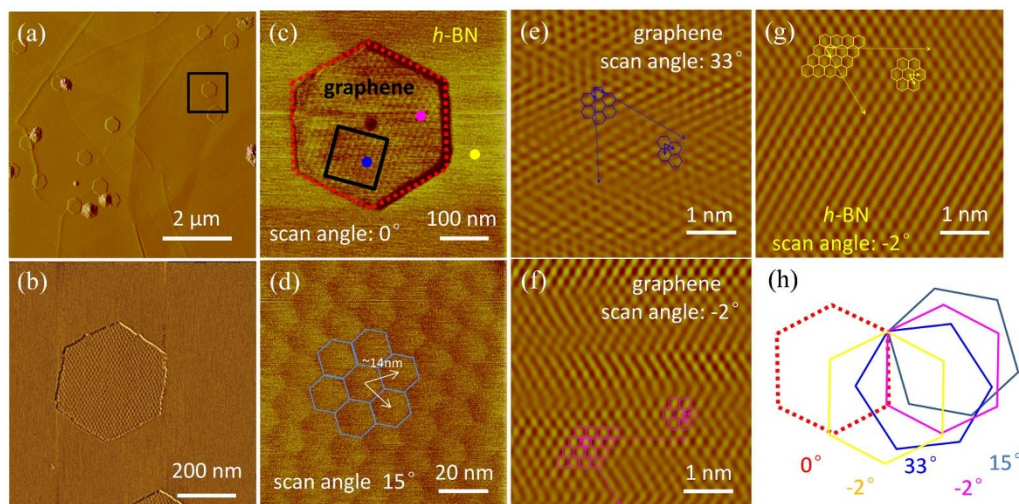 (a)
2 µm
(b)
200 nm
(c)
h-BN
graphene
scan angle: 0°
100 nm
(d)
~14nm
scan angle 15°
20 nm
(e)
graphene
scan angle: 33°
1 nm
(f)
graphene
scan angle: -2°
1 nm
(g)
h-BN
1 nm
scan angle: -2°
(h)
0°
-2°
33°
-2°
15°